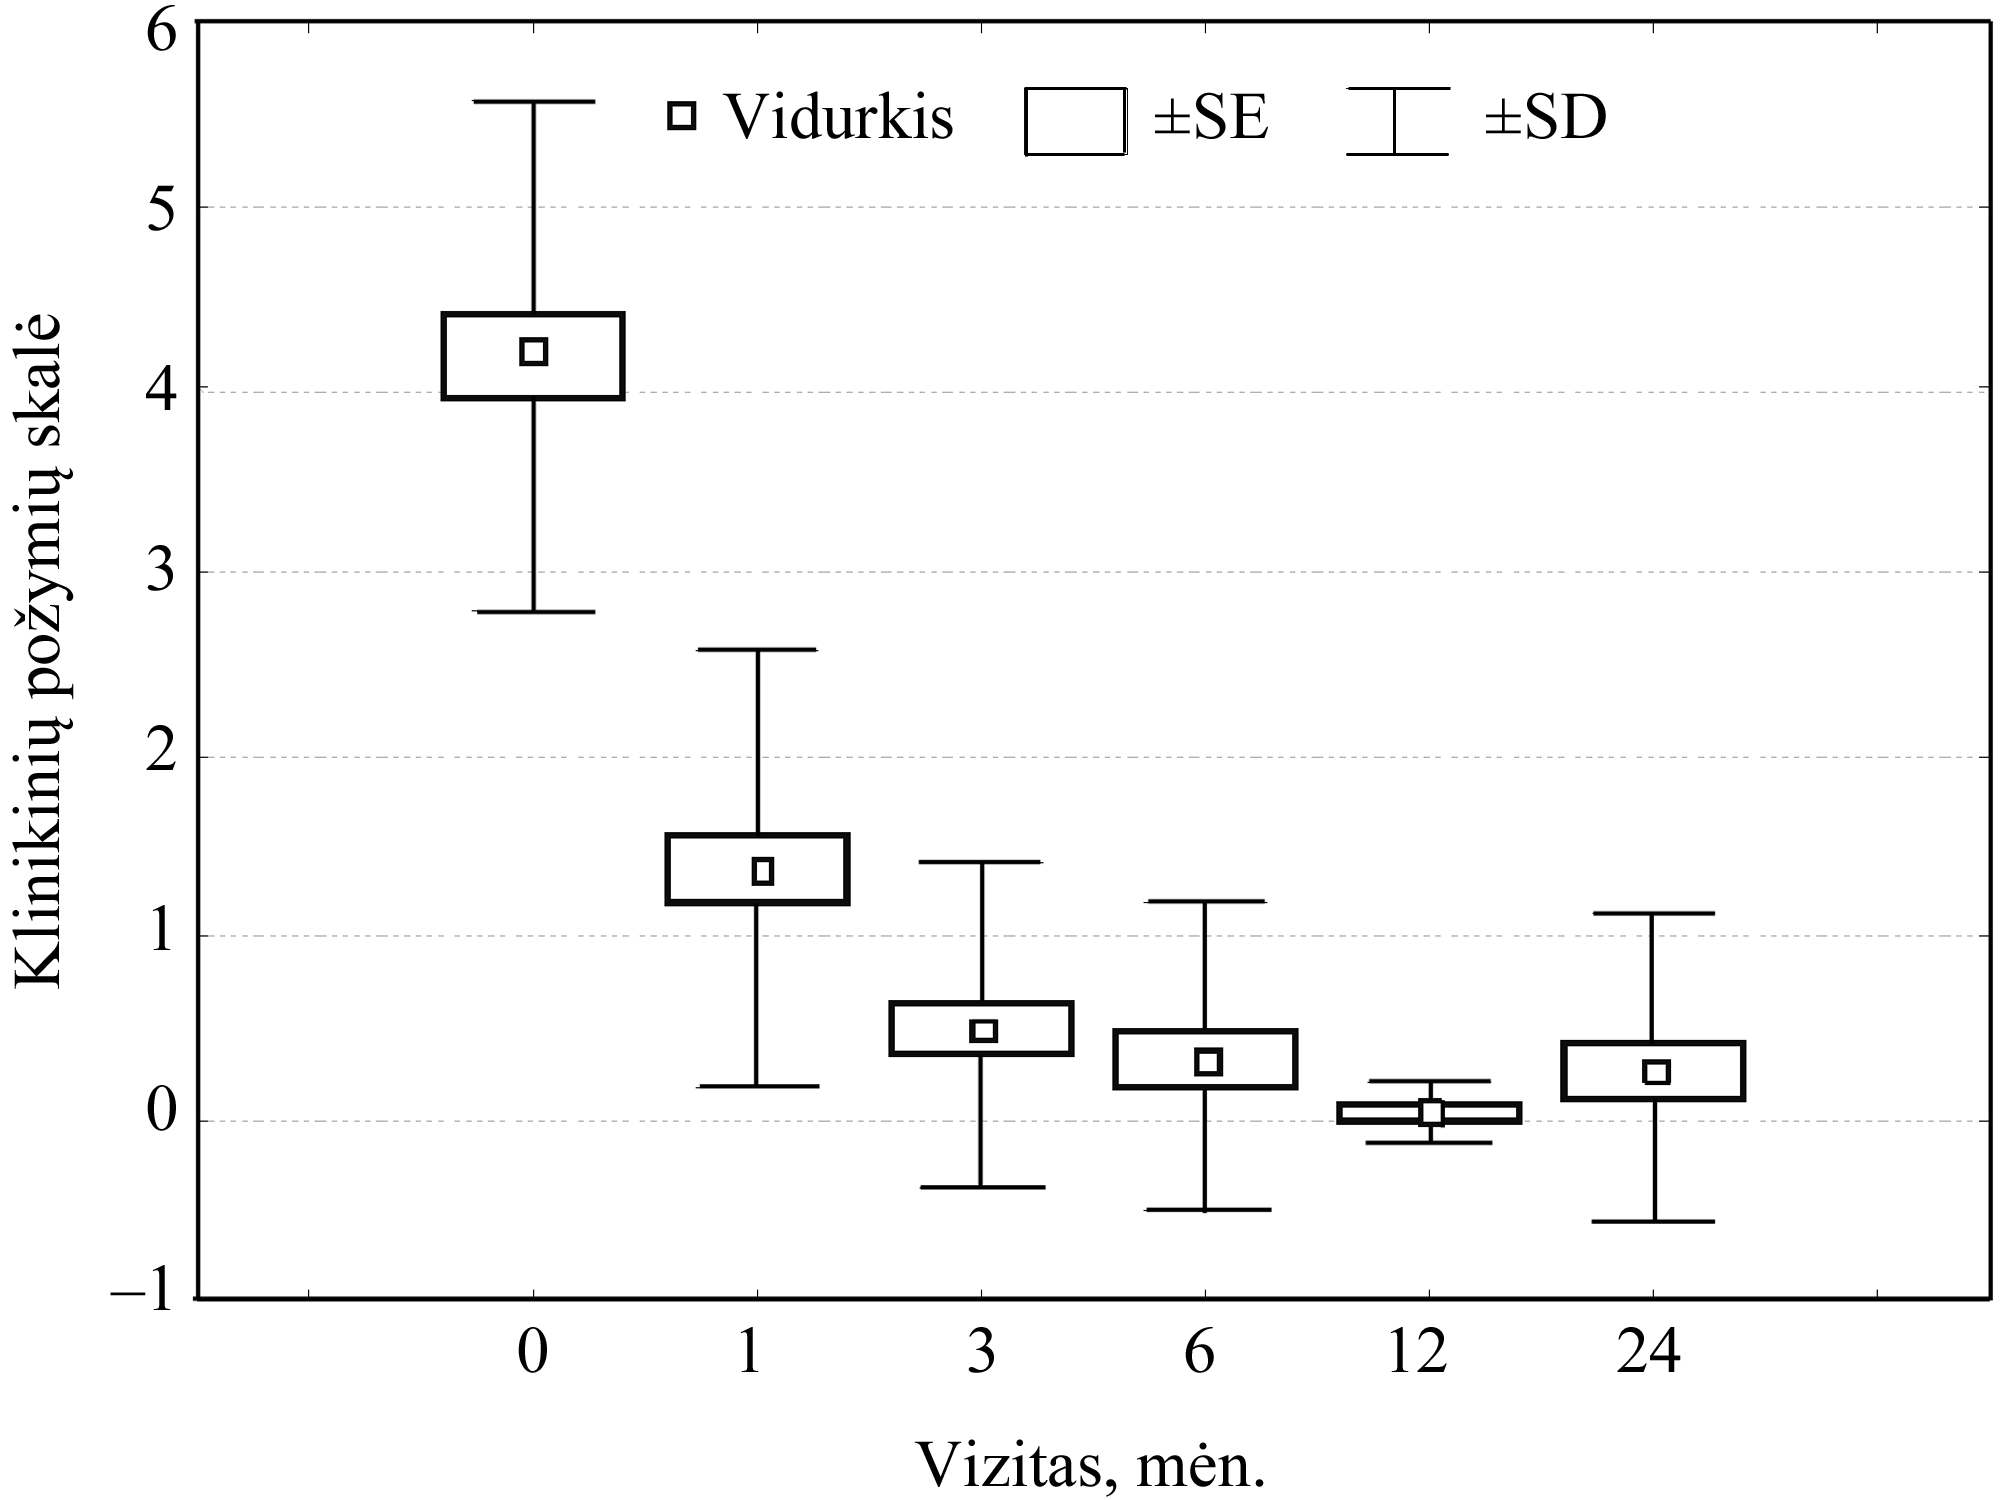 Vidurkis ±SE ±SD
Klinikinių požymių skalė
6
5
4
3
2
1
0
–1
0 1 3 6 12 24
Vizitas, mėn.